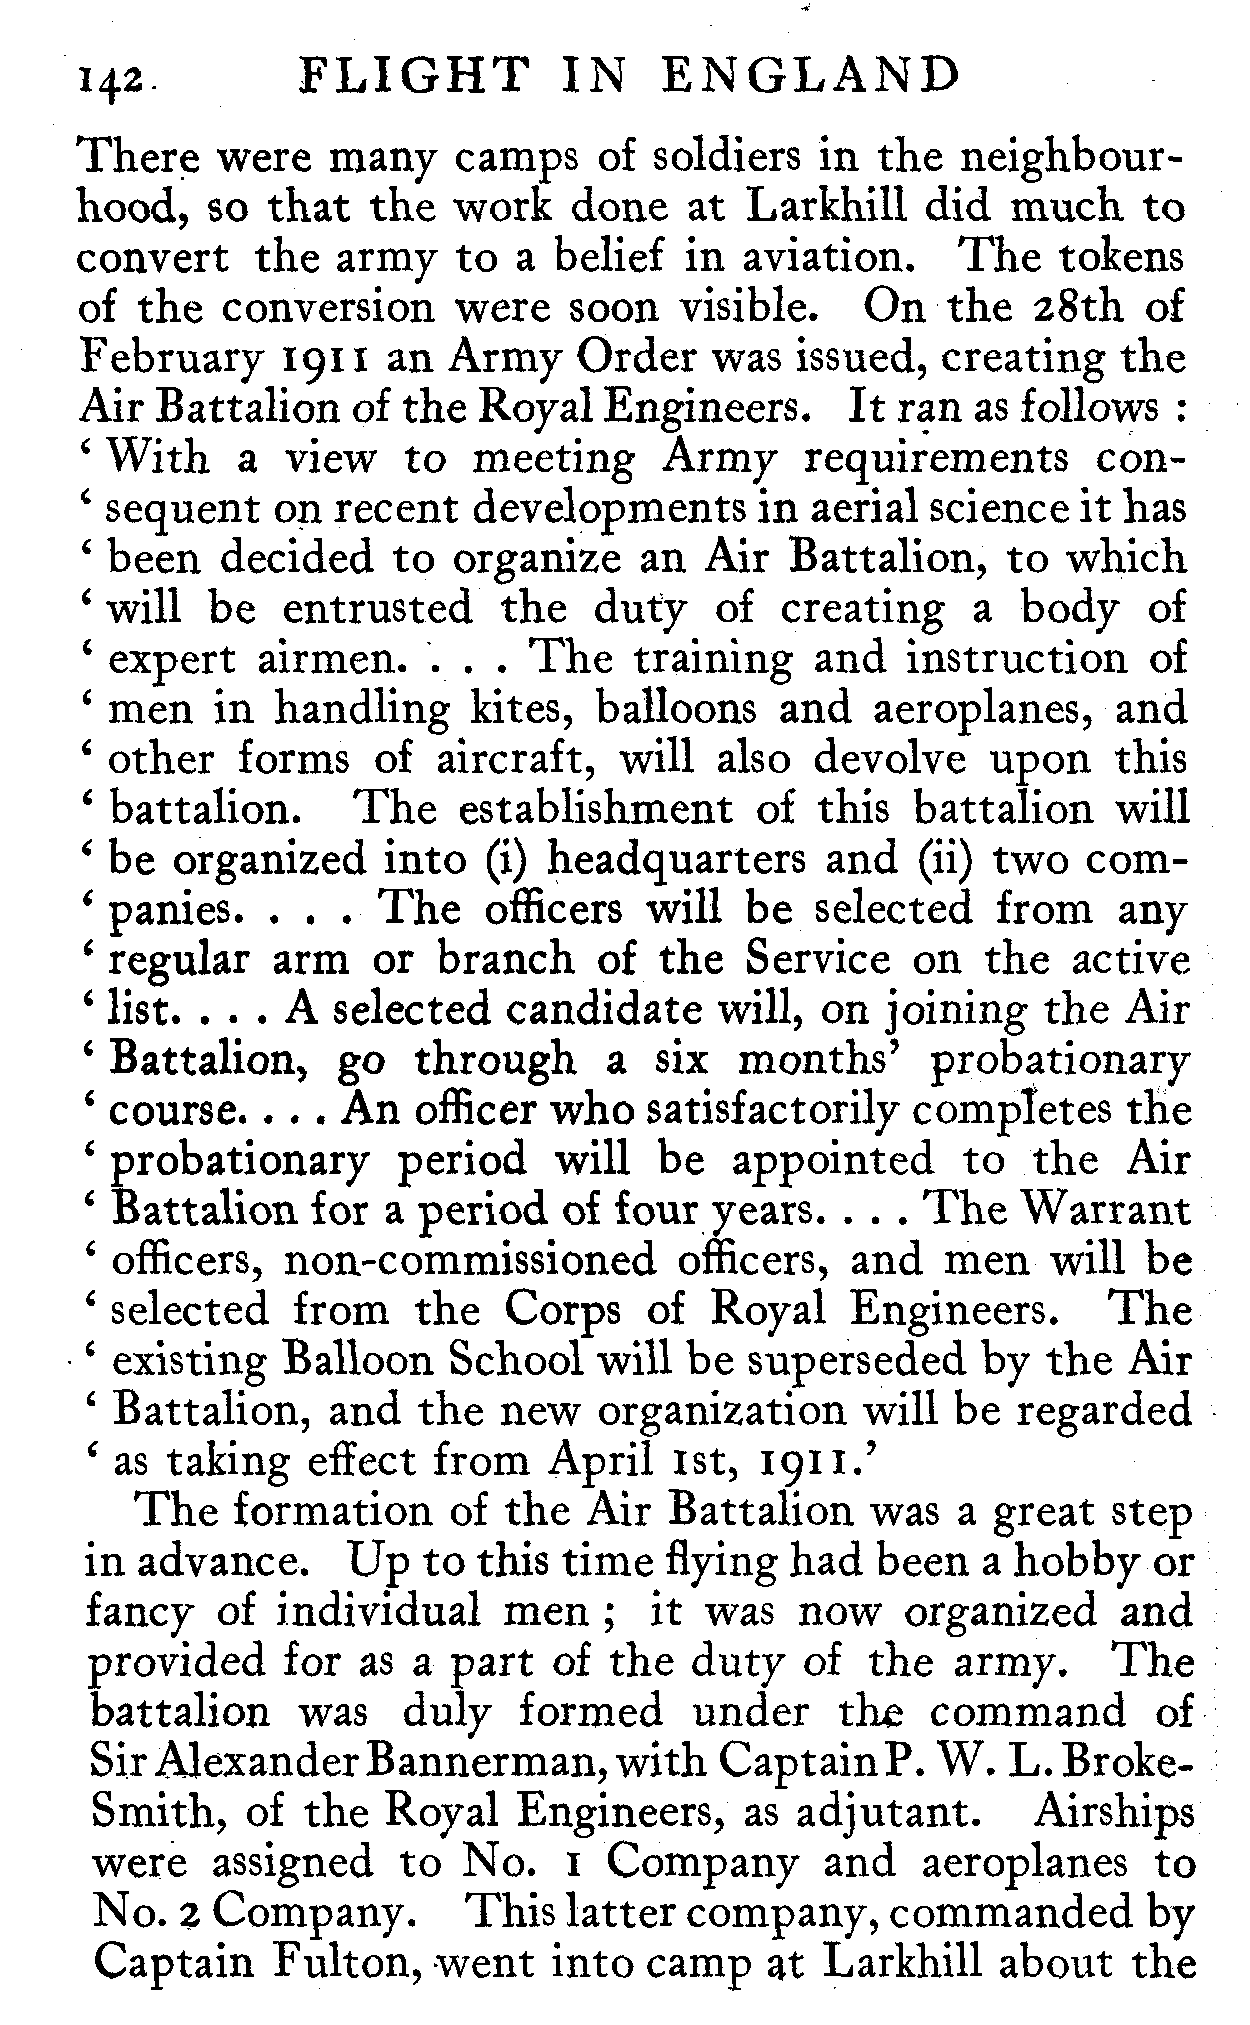 142 FLIGHT IN ENGLAND
There were many camps of soldiers in the neighbour-
hood, so that the work done at Larkhill did much to
convert the army to a belief in aviation. The tokens
of the conversion were soon visible. On the 28th of
February 1911 an Army Order was issued, creating the
Air Battalion of the Royal Engineers. It ran as follows :
‘ With a view to meeting Army requirements con-
‘ sequent on recent developments in aerial science it has
‘ been decided to organize an Air Battalion, to which
‘ will be entrusted the duty of creating a body of
‘ expert airmen. . . . The training and instruction of
‘ men in handling kites, balloons and aeroplanes, and
‘ other forms of aircraft, will also devolve upon this
‘ battalion. The establishment of this battalion will
‘ be organized into (i) headquarters and (ii) two com-
‘ panies. . . . The officers will be selected from any
‘ regular arm or branch of the Service on the active
‘ list. . . . A selected candidate will, on joining the Air
‘ Battalion, go through a six months’ probationary
‘ course. . . . An officer who satisfactorily completes the
‘ probationary period will be appointed to the Air
‘ Battalion for a period of four years. . . . The Warrant
‘ officers, non-commissioned officers, and men will be
‘ selected from the Corps of Royal Engineers. The
‘ existing Balloon School will be superseded by the Air
‘ Battalion, and the new organization will be regarded
‘ as taking effect from April 1st, 1911.’
The formation of the Air Battalion was a great step
in advance. Up to this time flying had been a hobby or
fancy of individual men ; it was now organized and
provided for as a part of the duty of the army. The
battalion was duly formed under the command of
Sir Alexander Bannerman, with Captain P. W. L. Broke-
Smith, of the Royal Engineers, as adjutant. Airships
were assigned to No. 1 Company and aeroplanes to
No. 2 Company. This latter company, commanded by
Captain Fulton, went into camp at Larkhill about the